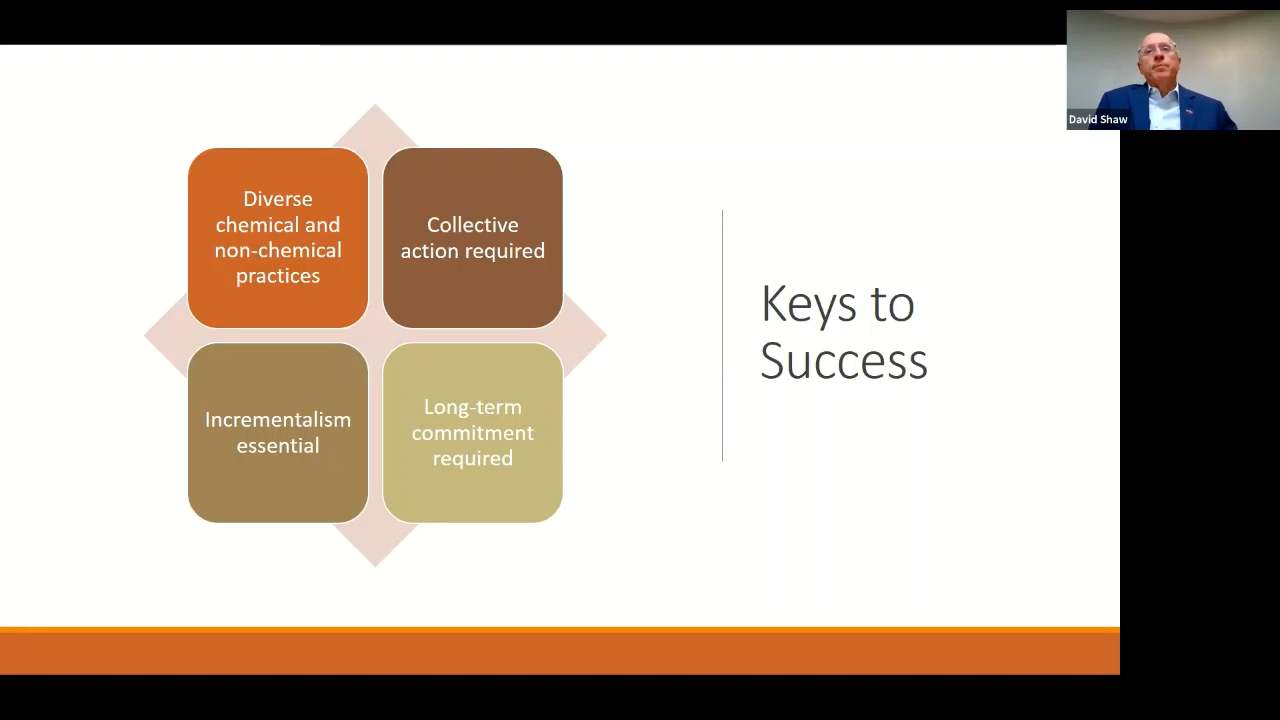 David Shaw
Diverse
chemical and
non-chemical
practices
Collective
action required
Incrementalism
essential
Long-term
commitment
required
Keys to
Success